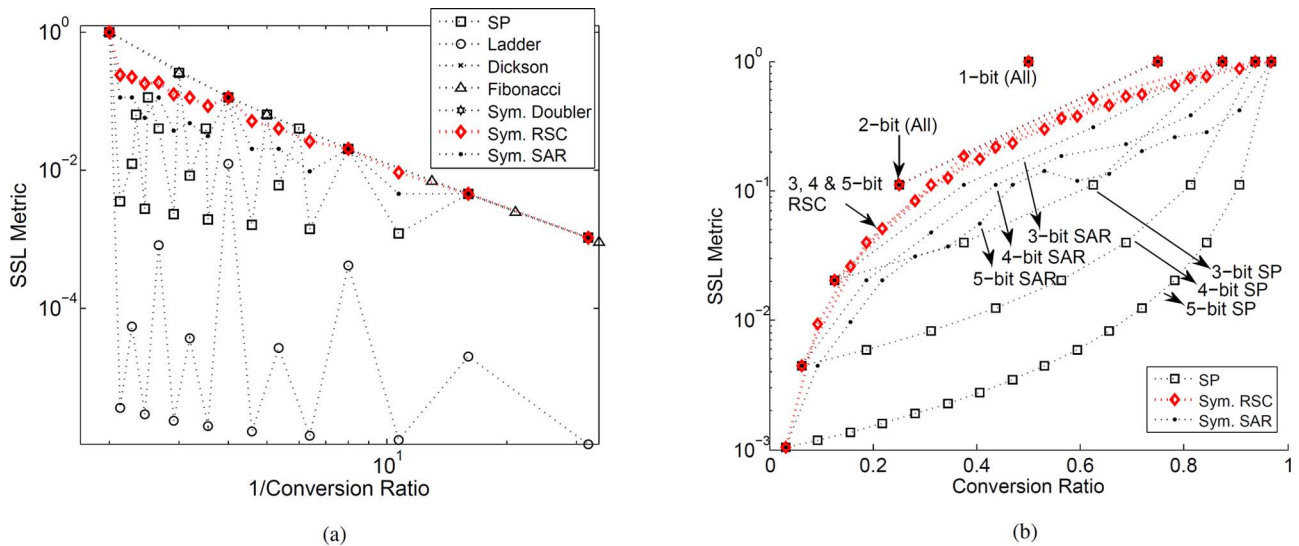 10^0
10^-2
10^-4
SSL Metric
10^1
1/Conversion Ratio
SP
Ladder
Dickson
Fibonacci
Sym. Doubler
Sym. RSC
Sym. SAR
(a)
10^0
10^-1
10^-2
10^-3
SSL Metric
1-bit (All)
2-bit (All)
3, 4 & 5-bit
RSC
3-bit SAR
4-bit SAR
5-bit SAR
3-bit SP
4-bit SP
5-bit SP
SP
Sym. RSC
Sym. SAR
0 0.2 0.4 0.6 0.8 1
Conversion Ratio
(b)